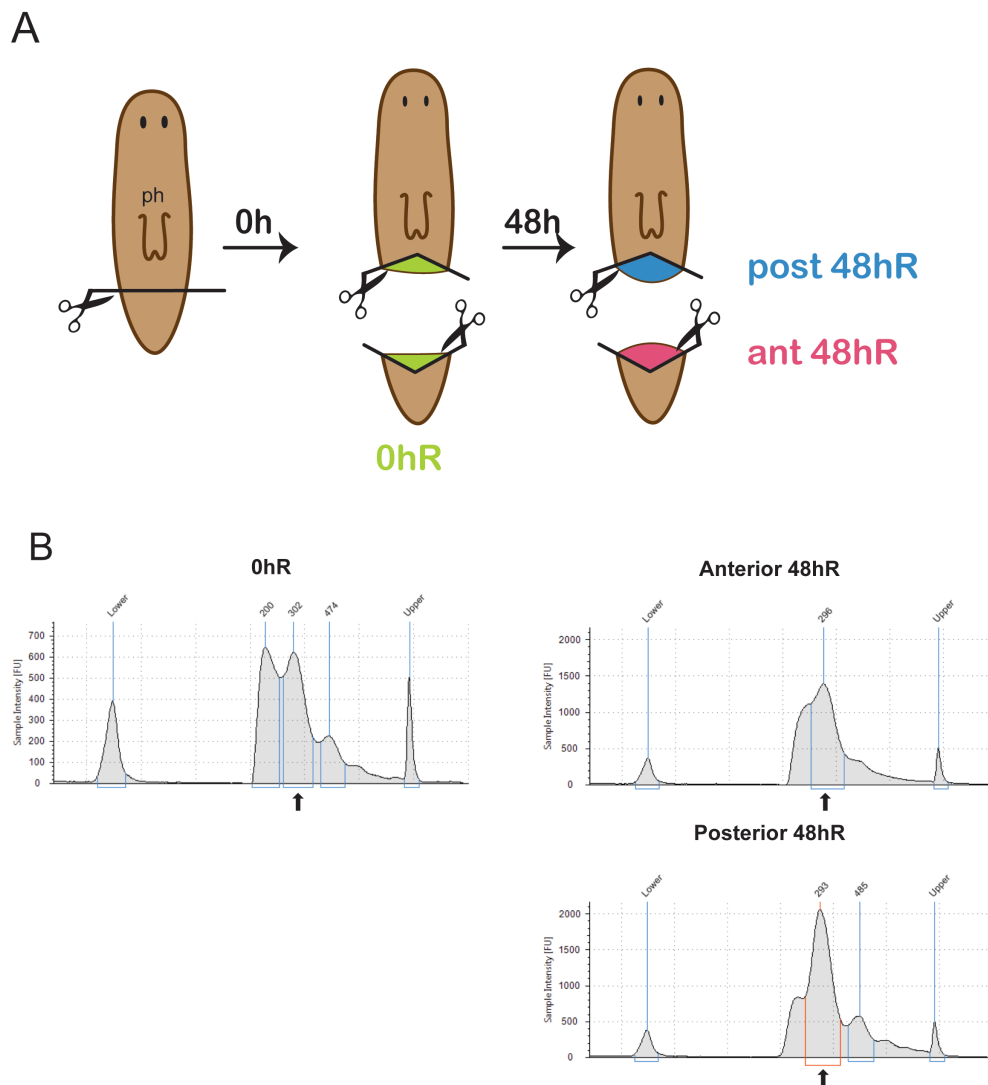 A
ph
0h
48h
post 48hR
ant 48hR
0hR
B
0hR
Lower
200
302
474
Upper
Sample Intensity [FU]
700
600
500
400
300
200
100
0
Anterior 48hR
Lower
296
Upper
Sample Intensity [FU]
2000
1500
1000
500
0
Posterior 48hR
Lower
293
485
Upper
Sample Intensity [FU]
2000
1500
1000
500
0